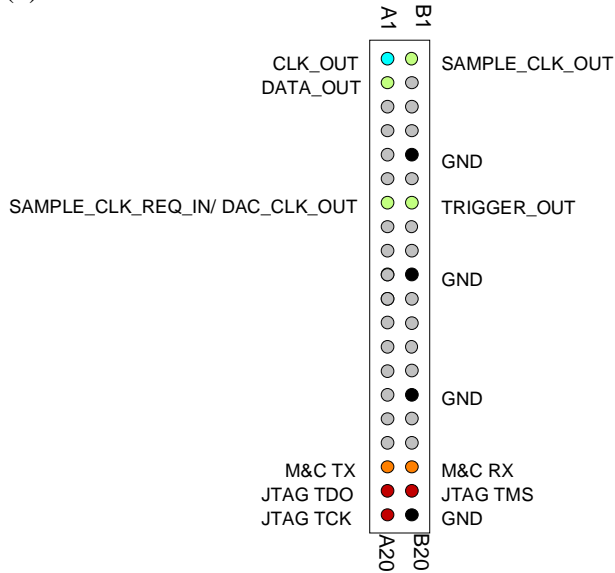 A1 B1
CLK_OUT SAMPLE_CLK_OUT
DATA_OUT
GND
SAMPLE_CLK_REQ_IN/ DAC_CLK_OUT TRIGGER_OUT
GND
GND
M&C TX M&C RX
JTAG TDO JTAG TMS
JTAG TCK GND
A20 B20